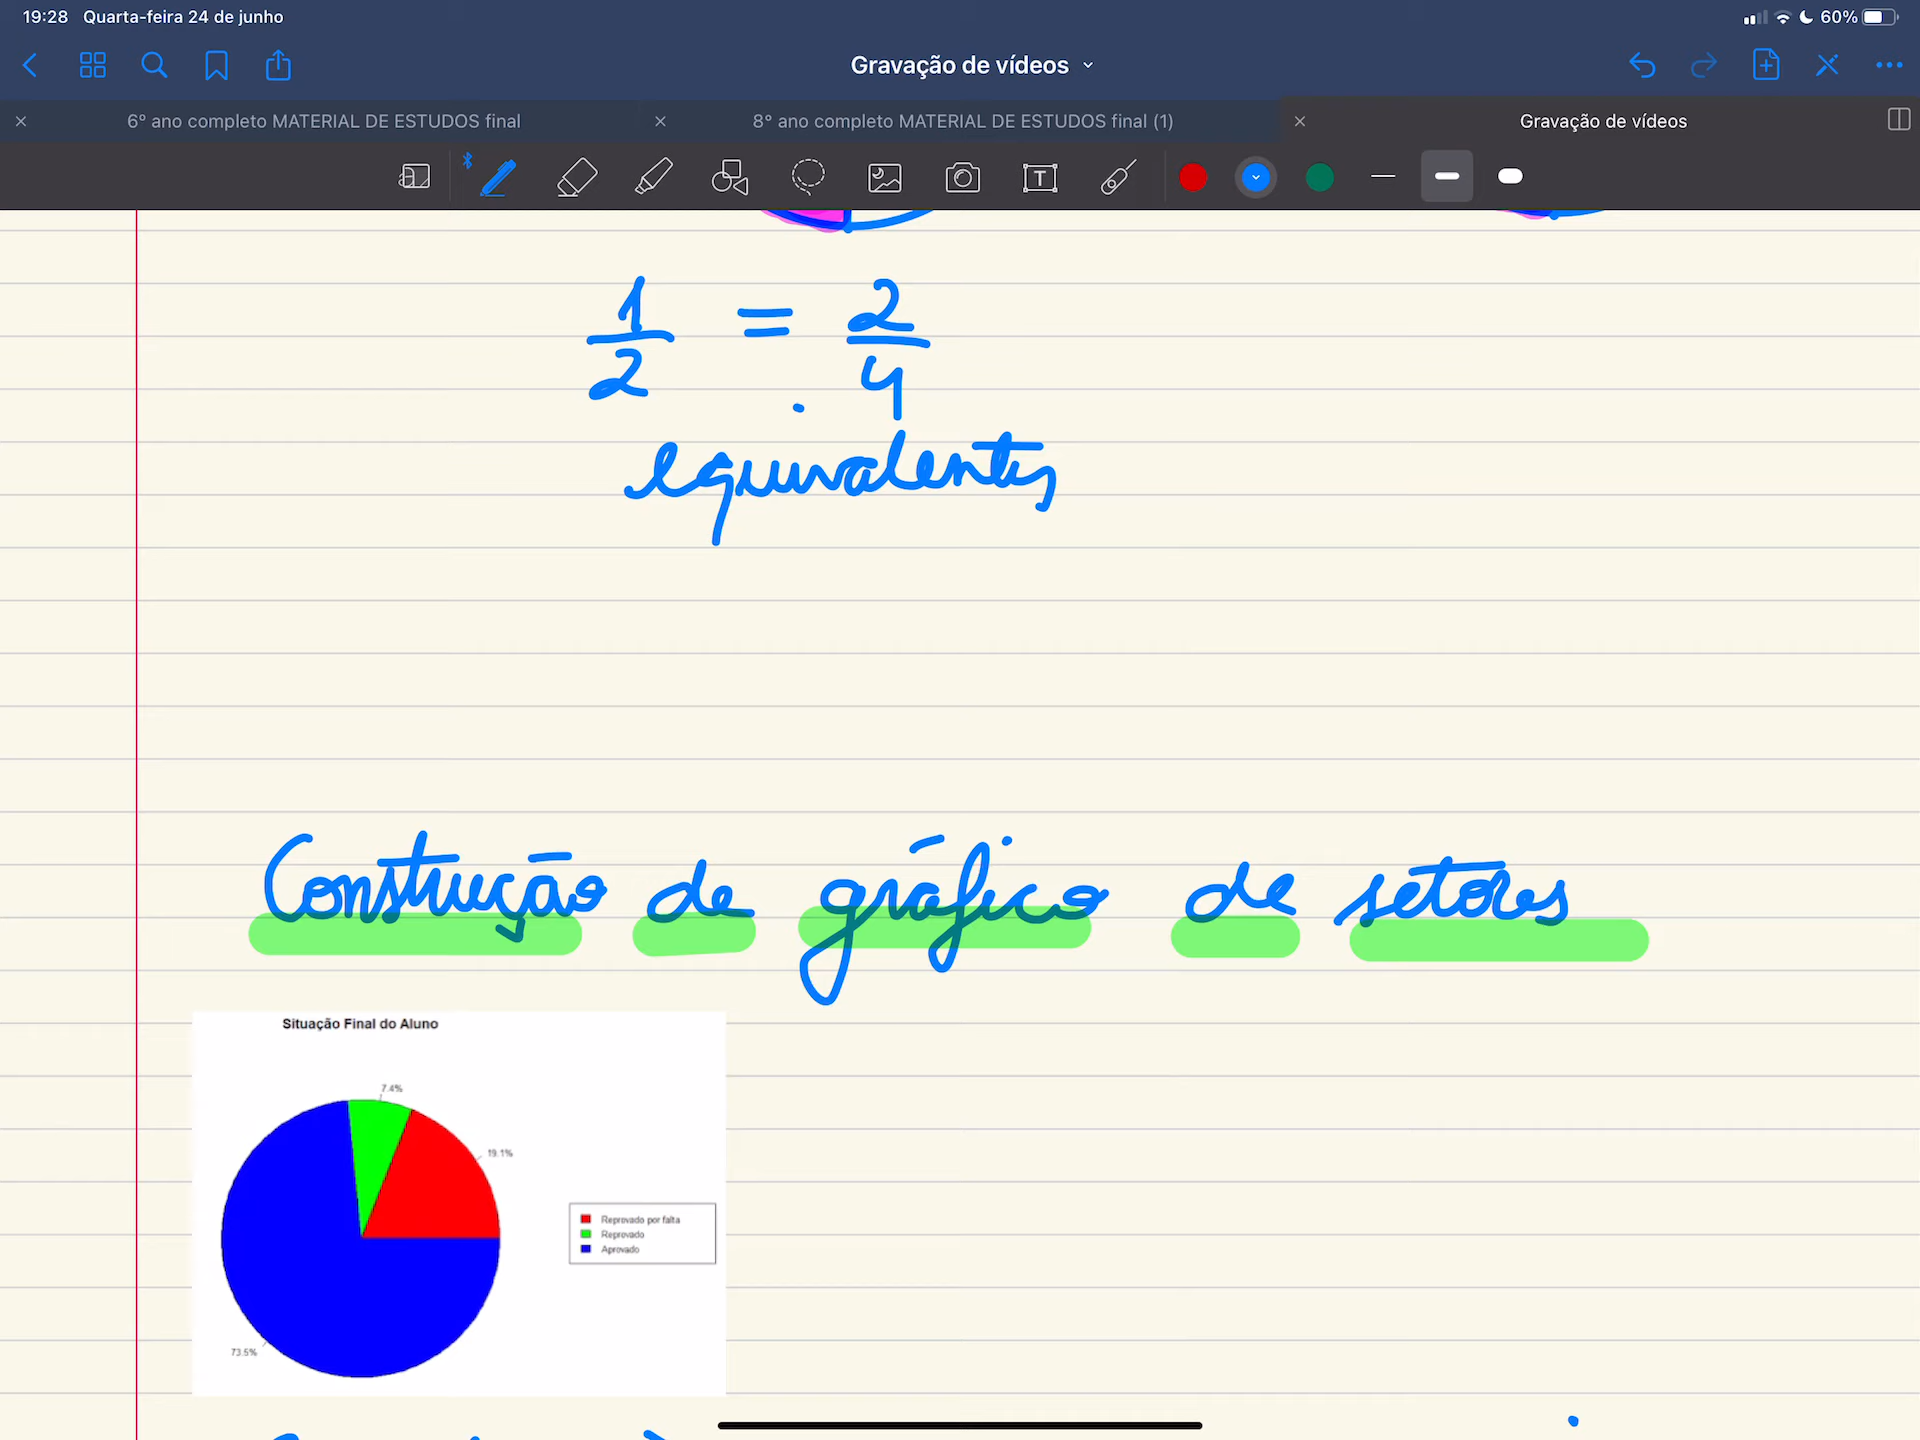 19:28 Quarta-feira 24 de junho 60%
Gravação de vídeos
6º ano completo MATERIAL DE ESTUDOS final
8º ano completo MATERIAL DE ESTUDOS final (1)
Gravação de vídeos
1/2 = 2/4
equivalentes
Construção de gráfico de setores
Situação Final do Aluno
7.4%
19.1%
Reprovado por falta
Reprovado
Aprovado
73.5%